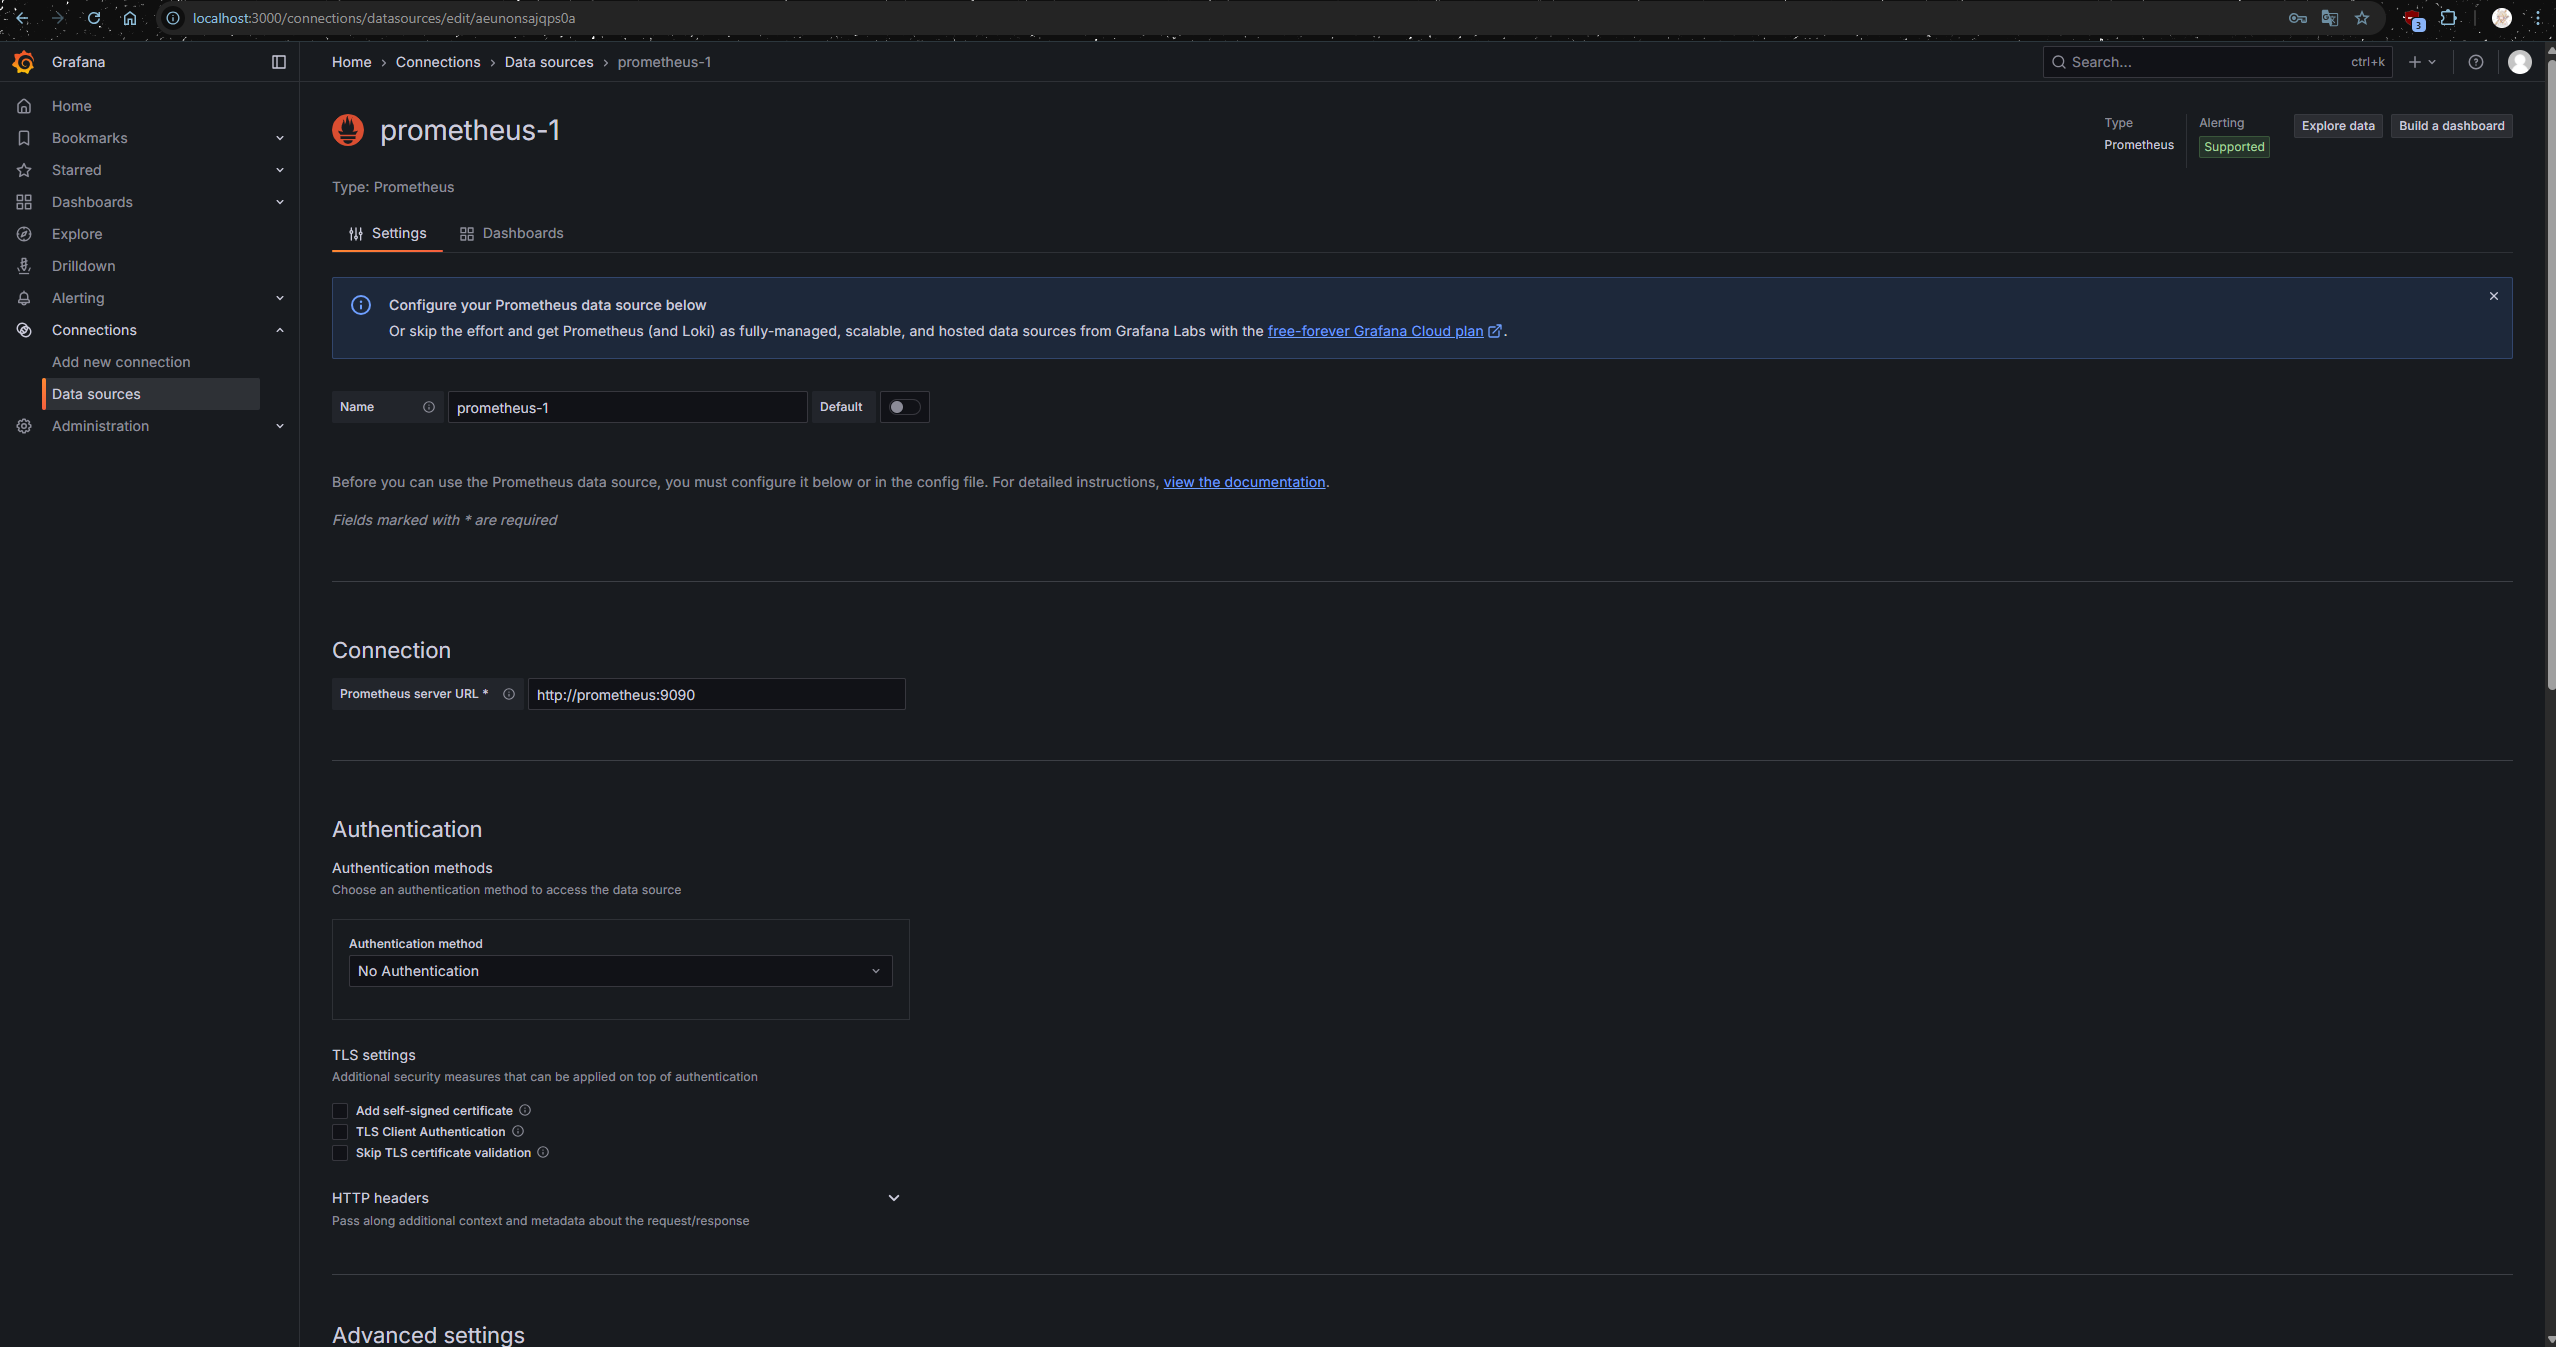 localhost:3000/connections/datasources/edit/aeunonsajqps0a
3
Grafana
Home › Connections › Data sources › prometheus-1
Search...
ctrl+k
Home
Bookmarks
Starred
Dashboards
Explore
Drilldown
Alerting
Connections
Add new connection
Data sources
Administration
prometheus-1
Type
Prometheus
Alerting
Supported
Explore data
Build a dashboard
Type: Prometheus
Settings
Dashboards
Configure your Prometheus data source below
Or skip the effort and get Prometheus (and Loki) as fully-managed, scalable, and hosted data sources from Grafana Labs with the free-forever Grafana Cloud plan.
Name
prometheus-1
Default
Before you can use the Prometheus data source, you must configure it below or in the config file. For detailed instructions, view the documentation.
Fields marked with * are required
Connection
Prometheus server URL *
http://prometheus:9090
Authentication
Authentication methods
Choose an authentication method to access the data source
Authentication method
No Authentication
TLS settings
Additional security measures that can be applied on top of authentication
Add self-signed certificate
TLS Client Authentication
Skip TLS certificate validation
HTTP headers
Pass along additional context and metadata about the request/response
Advanced settings